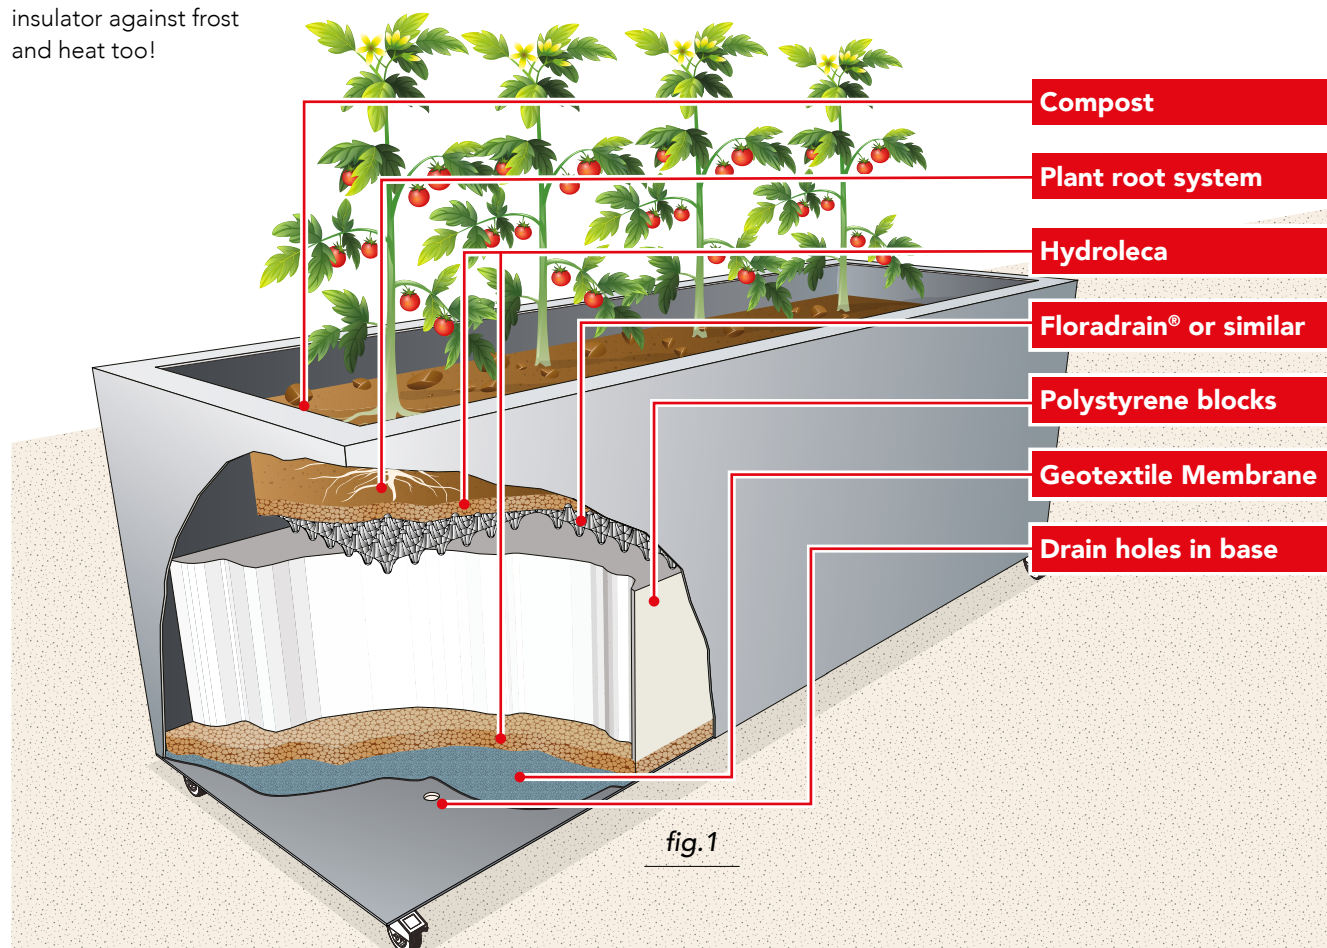 insulator against frost
and heat too!
Compost
Plant root system
Hydroleca
Floradrain® or similar
Polystyrene blocks
Geotextile Membrane
Drain holes in base
fig.1